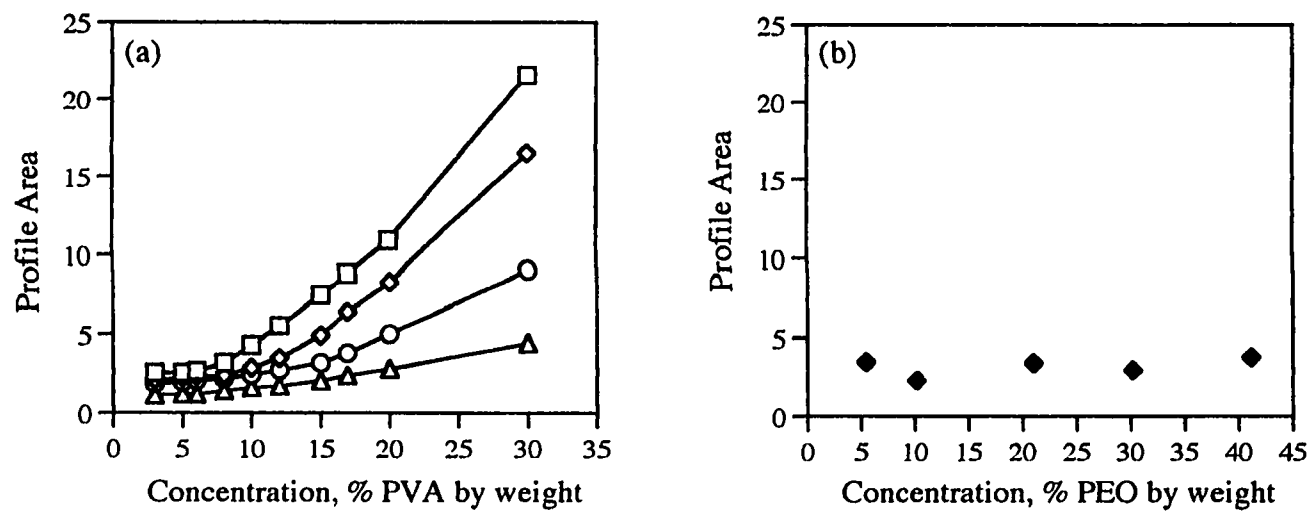 (a)
25
20
15
10
5
0
Profile Area
0 5 10 15 20 25 30 35
Concentration, % PVA by weight
(b)
25
20
15
10
5
0
Profile Area
0 5 10 15 20 25 30 35 40 45
Concentration, % PEO by weight